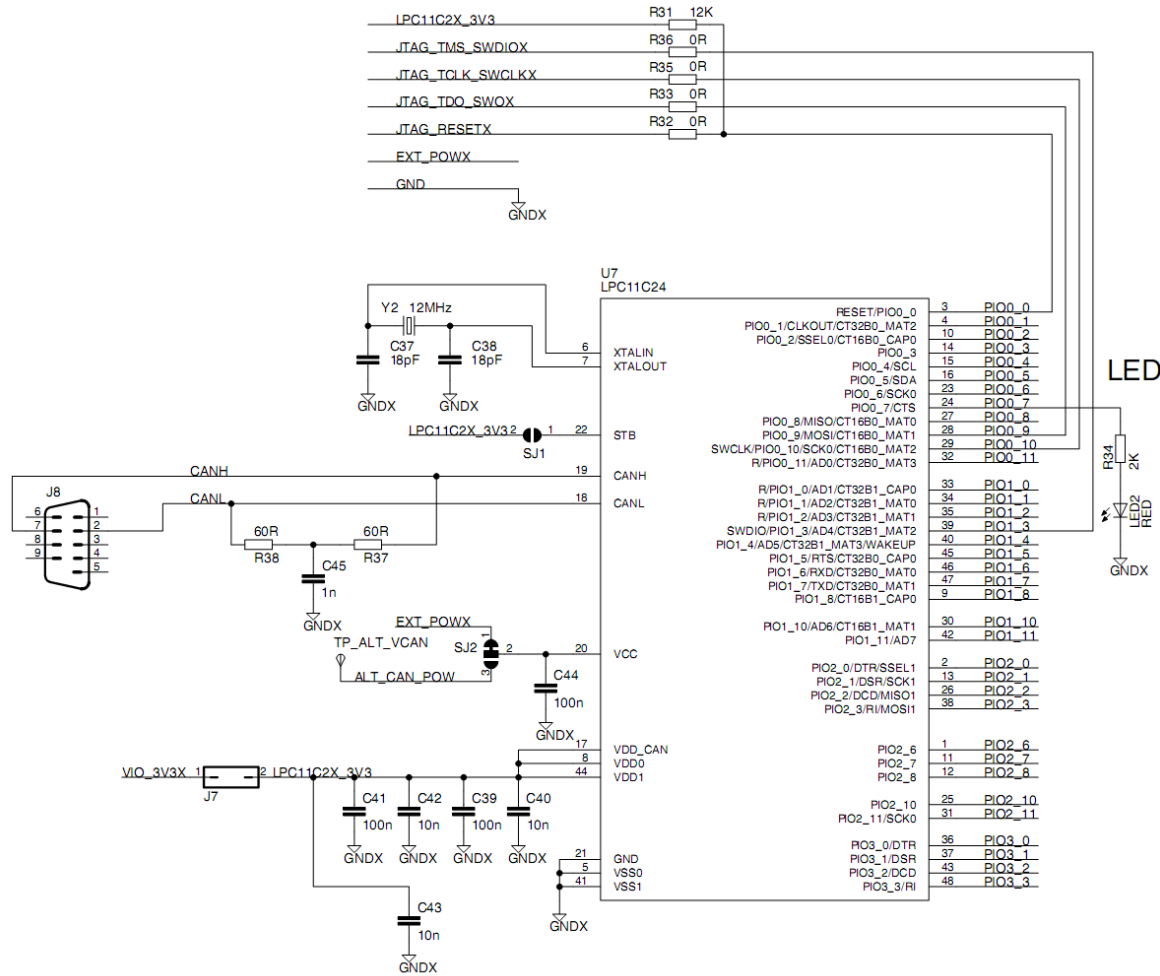 LPC11C2X_3V3
R31 12K
JTAG_TMS_SWDIOX
R36 0R
JTAG_TCLK_SWCLKX
R35 0R
JTAG_TDO_SWOX
R33 0R
JTAG_RESETX
R32 0R
EXT_POWX
GND
GNDX
U7
LPC11C24
Y2 12MHz
C37
18pF
C38
18pF
GNDX
GNDX
6 XTALIN
7 XTALOUT
LPC11C2X_3V3 2
1
SJ1
22 STB
CANH
19 CANH
CANL
18 CANL
J8
6
7
8
9
1
2
3
4
5
60R
R38
60R
R37
C45
1n
GNDX
EXT_POWX
TP_ALT_VCAN
SJ2
1
2
3
ALT_CAN_POW
20 VCC
C44
100n
GNDX
17 VDD_CAN
8 VDD0
44 VDD1
VIO_3V3X 1
2 LPC11C2X_3V3
J7
C41
100n
C42
10n
C39
100n
C40
10n
GNDX
GNDX
GNDX
GNDX
21 GND
5 VSS0
41 VSS1
GNDX
C43
10n
GNDX
RESET/PIO0_0 3 PIO0_0
PIO0_1/CLKOUT/CT32B0_MAT2 4 PIO0_1
PIO0_2/SSEL0/CT16B0_CAP0 10 PIO0_2
PIO0_3 14 PIO0_3
PIO0_4/SCL 15 PIO0_4
PIO0_5/SDA 16 PIO0_5
PIO0_6/SCK0 23 PIO0_6
PIO0_7/CTS 24 PIO0_7
PIO0_8/MISO/CT16B0_MAT0 27 PIO0_8
PIO0_9/MOSI/CT16B0_MAT1 28 PIO0_9
SWCLK/PIO0_10/SCK0/CT16B0_MAT2 29 PIO0_10
R/PIO0_11/AD0/CT32B0_MAT3 32 PIO0_11
R/PIO1_0/AD1/CT32B1_CAP0 33 PIO1_0
R/PIO1_1/AD2/CT32B1_MAT0 34 PIO1_1
R/PIO1_2/AD3/CT32B1_MAT1 35 PIO1_2
SWDIO/PIO1_3/AD4/CT32B1_MAT2 39 PIO1_3
PIO1_4/AD5/CT32B1_MAT3/WAKEUP 40 PIO1_4
PIO1_5/RTS/CT32B0_CAP0 45 PIO1_5
PIO1_6/RXD/CT32B0_MAT0 46 PIO1_6
PIO1_7/TXD/CT32B0_MAT1 47 PIO1_7
PIO1_8/CT16B1_CAP0 9 PIO1_8
PIO1_10/AD6/CT16B1_MAT1 30 PIO1_10
PIO1_11/AD7 42 PIO1_11
PIO2_0/DTR/SSEL1 2 PIO2_0
PIO2_1/DSR/SCK1 13 PIO2_1
PIO2_2/DCD/MISO1 26 PIO2_2
PIO2_3/RI/MOSI1 38 PIO2_3
PIO2_6 1 PIO2_6
PIO2_7 11 PIO2_7
PIO2_8 12 PIO2_8
PIO2_10 25 PIO2_10
PIO2_11/SCK0 31 PIO2_11
PIO3_0/DTR 36 PIO3_0
PIO3_1/DSR 37 PIO3_1
PIO3_2/DCD 43 PIO3_2
PIO3_3/RI 48 PIO3_3
LED
R34
2K
LED2
RED
GNDX